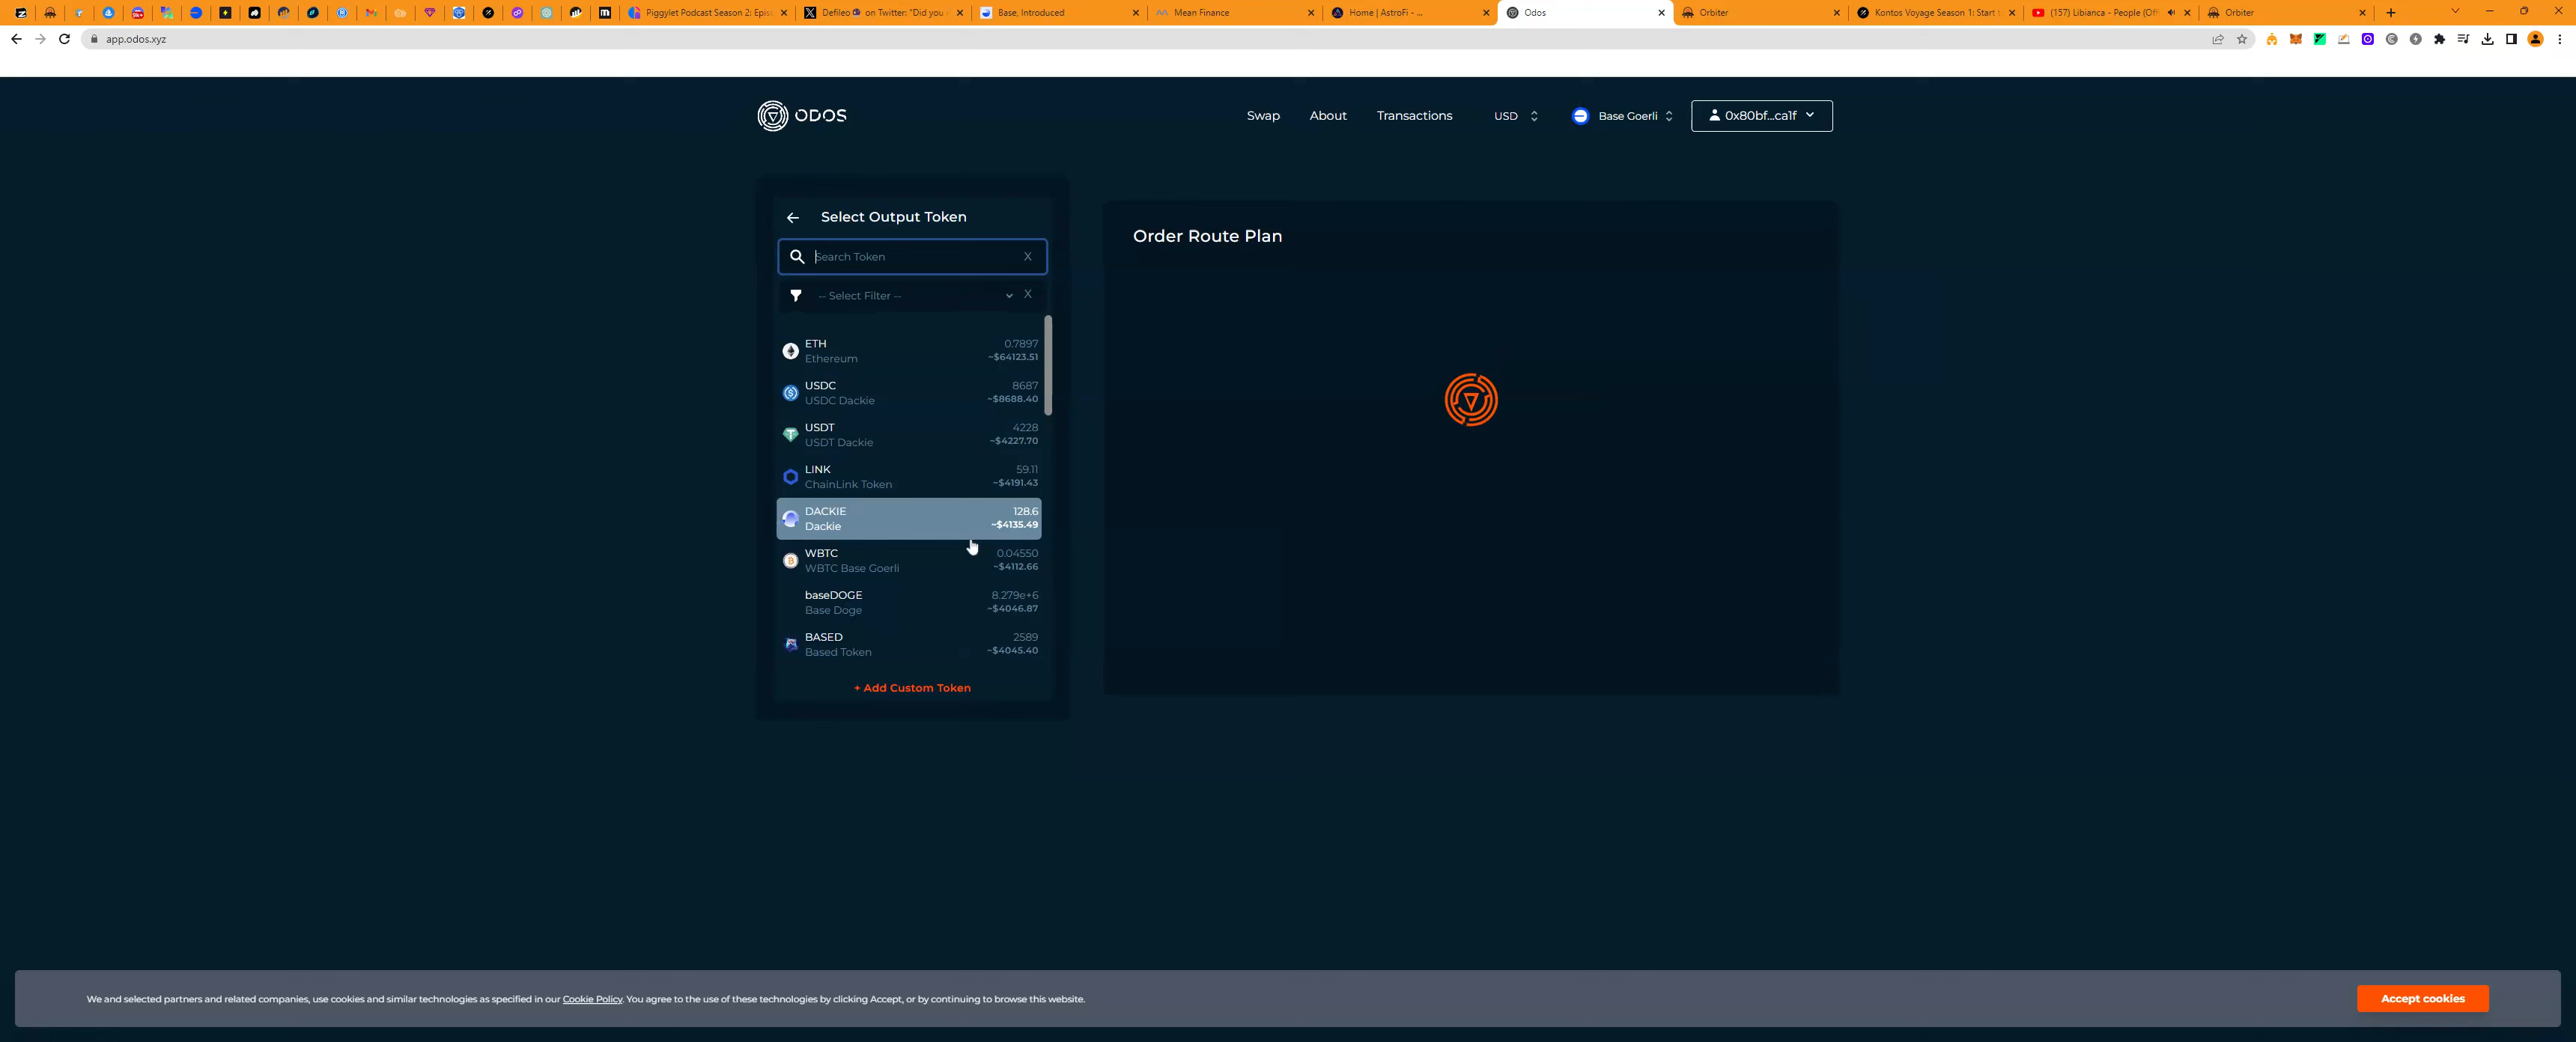 Piggylet Podcast Season 2: Epis
Defileo on Twitter: "Did you
Base, Introduced
Mean Finance
Home | AstroFi - ...
Odos
Orbiter
Kontos Voyage Season 1: Start
(157) Libianca - People (Of
Orbiter
app.odos.xyz
ODOS
Swap
About
Transactions
USD
Base Goerli
0x80bf...ca1f
Select Output Token
Search Token
X
-- Select Filter --
X
ETH 0.7897
Ethereum ~$64123.51
USDC 8687
USDC Dackie ~$8688.40
USDT 4228
USDT Dackie ~$4227.70
LINK 59.11
ChainLink Token ~$4191.43
DACKIE 128.6
Dackie ~$4135.49
WBTC 0.04550
WBTC Base Goerli ~$4112.66
baseDOGE 8.279e+6
Base Doge ~$4046.87
BASED 2589
Based Token ~$4045.40
+ Add Custom Token
Order Route Plan
We and selected partners and related companies, use cookies and similar technologies as specified in our Cookie Policy. You agree to the use of these technologies by clicking Accept, or by continuing to browse this website.
Accept cookies